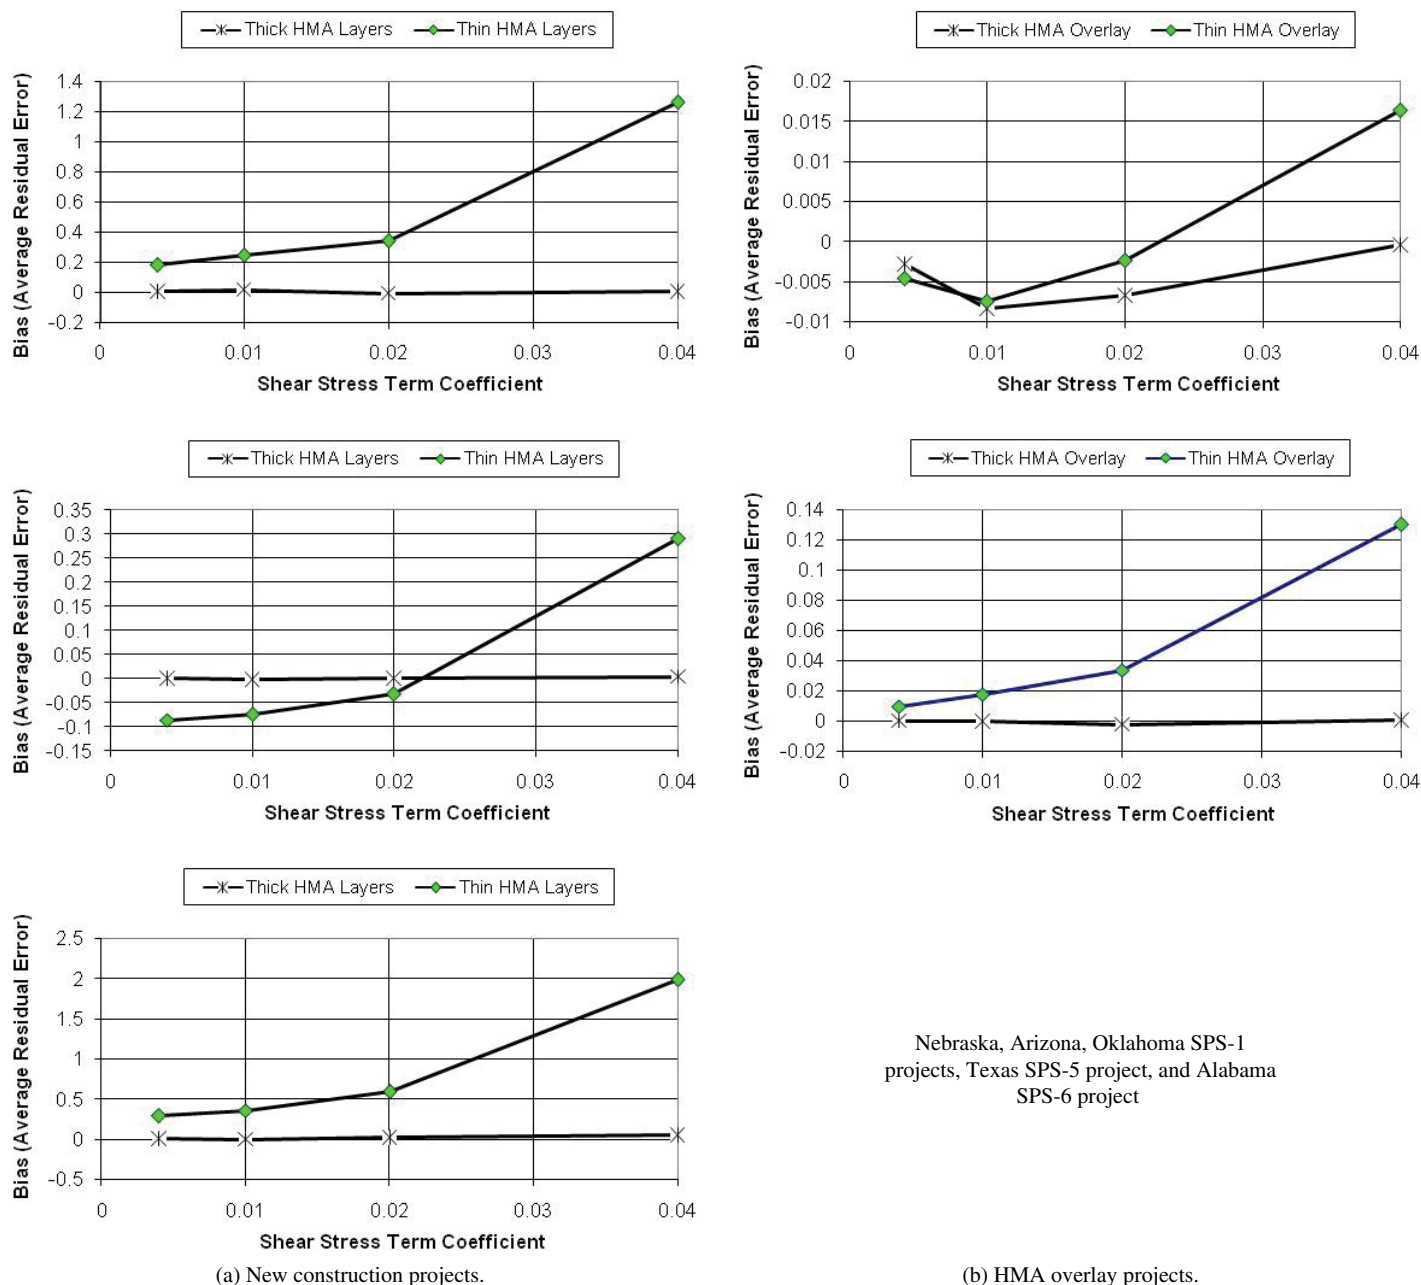 Thick HMA Layers Thin HMA Layers
Bias (Average Residual Error)
1.4
1.2
1
0.8
0.6
0.4
0.2
0
-0.2
0 0.01 0.02 0.03 0.04
Shear Stress Term Coefficient
Thick HMA Overlay Thin HMA Overlay
Bias (Average Residual Error)
0.02
0.015
0.01
0.005
0
-0.005
-0.01
0 0.01 0.02 0.03 0.04
Shear Stress Term Coefficient
Thick HMA Layers Thin HMA Layers
Bias (Average Residual Error)
0.35
0.3
0.25
0.2
0.15
0.1
0.05
0
-0.05
-0.1
-0.15
0 0.01 0.02 0.03 0.04
Shear Stress Term Coefficient
Thick HMA Overlay Thin HMA Overlay
Bias (Average Residual Error)
0.14
0.12
0.1
0.08
0.06
0.04
0.02
0
-0.02
0 0.01 0.02 0.03 0.04
Shear Stress Term Coefficient
Thick HMA Layers Thin HMA Layers
Bias (Average Residual Error)
2.5
2
1.5
1
0.5
0
-0.5
0 0.01 0.02 0.03 0.04
Shear Stress Term Coefficient
Nebraska, Arizona, Oklahoma SPS-1
projects, Texas SPS-5 project, and Alabama
SPS-6 project
(a) New construction projects.
(b) HMA overlay projects.